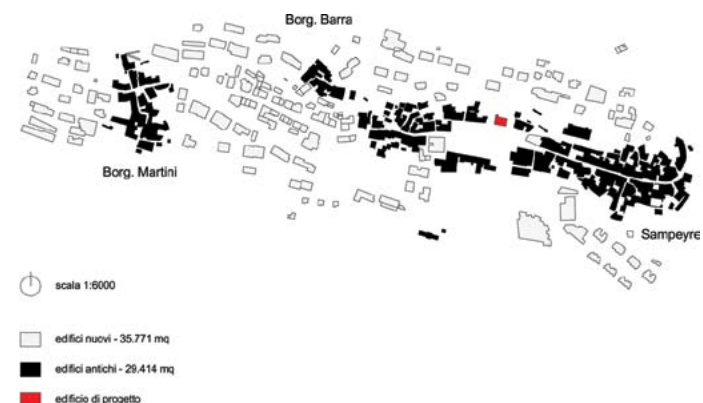 Borg. Barra
Borg. Martini
Sampeyre
scala 1:6000
edifici nuovi - 35.771 mq
edifici antichi - 29.414 mq
edificio di progetto